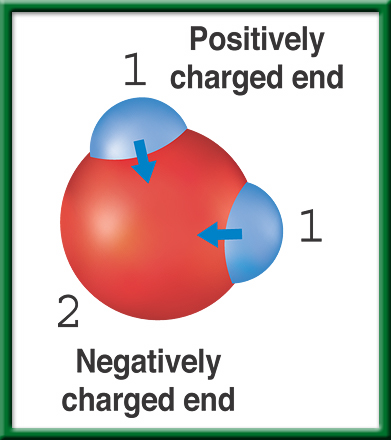 Positively
charged end
1
1
2
Negatively
charged end